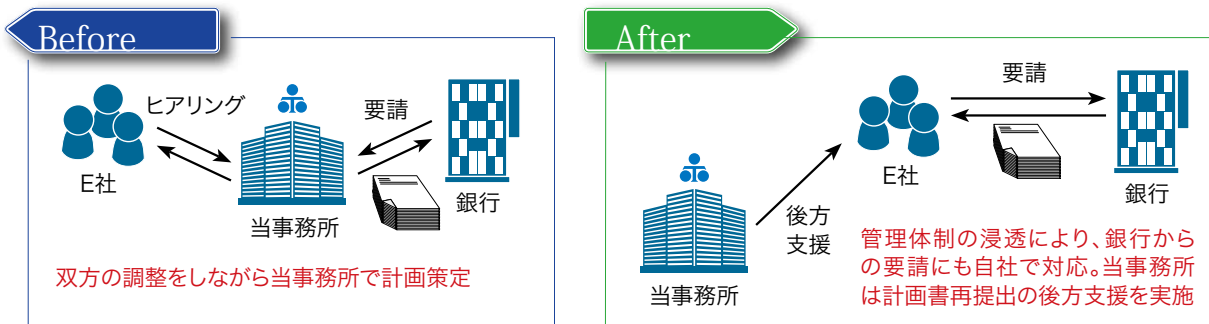 Before
ヒアリング
要請
E社
当事務所
銀行
双方の調整をしながら当事務所で計画策定
After
要請
E社
銀行
後方
支援
当事務所
管理体制の浸透により、銀行から
の要請にも自社で対応。当事務所
は計画書再提出の後方支援を実施